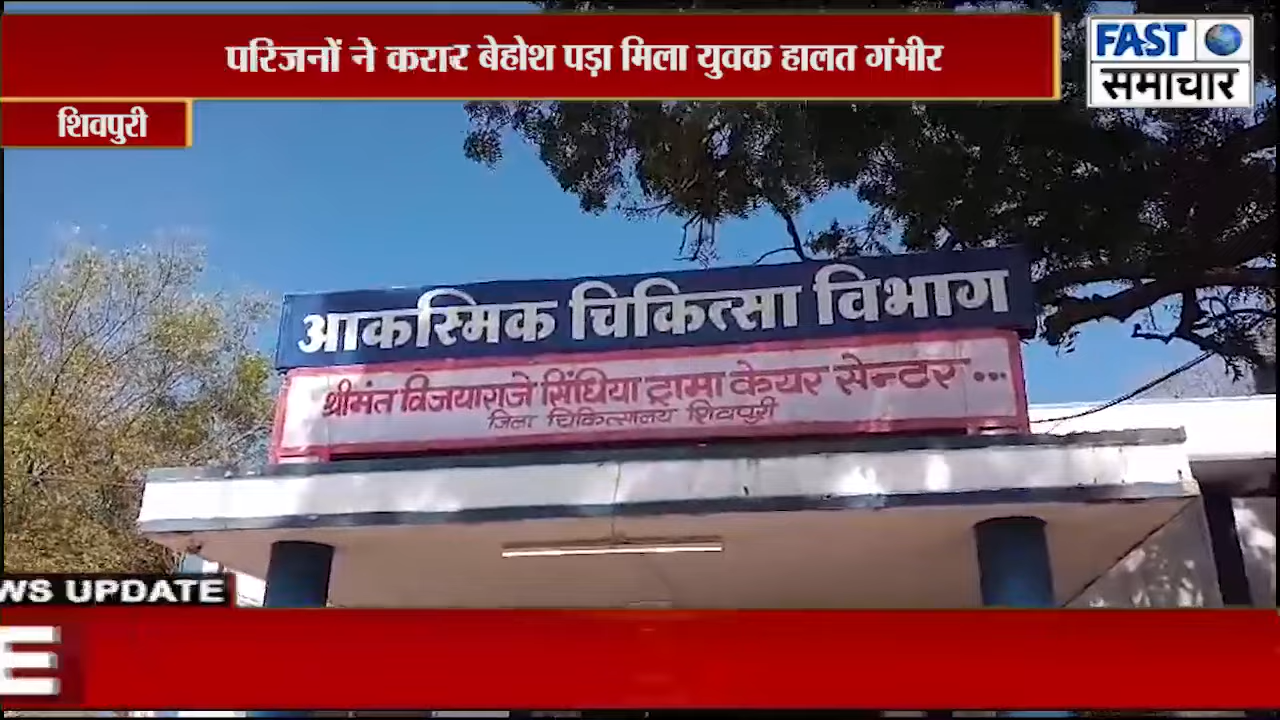 परिजनों ने करार बेहोश पड़ा मिला युवक हालत गंभीर
FAST
समाचार
शिवपुरी
आकस्मिक चिकित्सा विभाग
श्रीमंत विजयाराजे सिंधिया ट्रामा केयर सेन्टर ...
जिला चिकित्सालय शिवपुरी
WS UPDATE
E